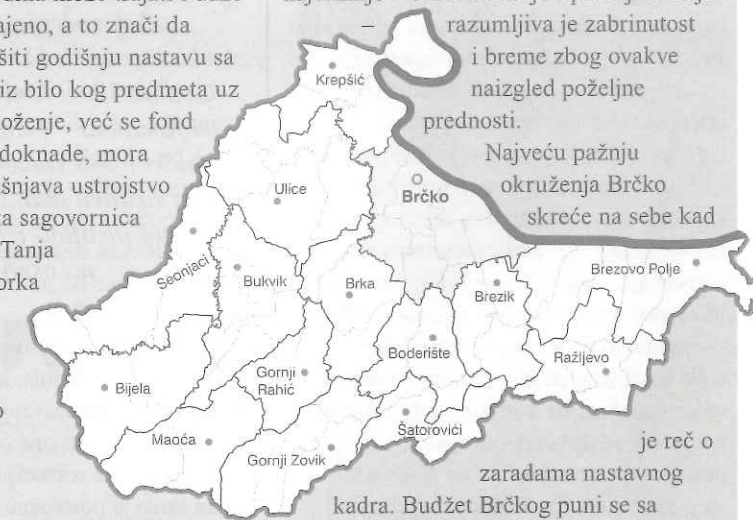 ajeno, a to znači da
šiti godišnju nastavu sa
iz bilo kog predmeta uz
loženje, već se fond
doknade, mora
šnjava ustrojstvo
ta sagovornica
Tanja
orka
–
razumljiva je zabrinutost
i breme zbog ovakve
naizgled poželjne
prednosti.
Najveću pažnju
okruženja Brčko
skreće na sebe kad
Krepšić
Ulice
Brčko
Seonjaci
Bukvik
Brka
Brezik
Brezovo Polje
Boderište
Ražljevo
Bijela
Gornji
Rahić
Maoča
Gornji Zovik
Šatorovići
je reč o
zaradama nastavnog
kadra. Budžet Brčkog puni se sa